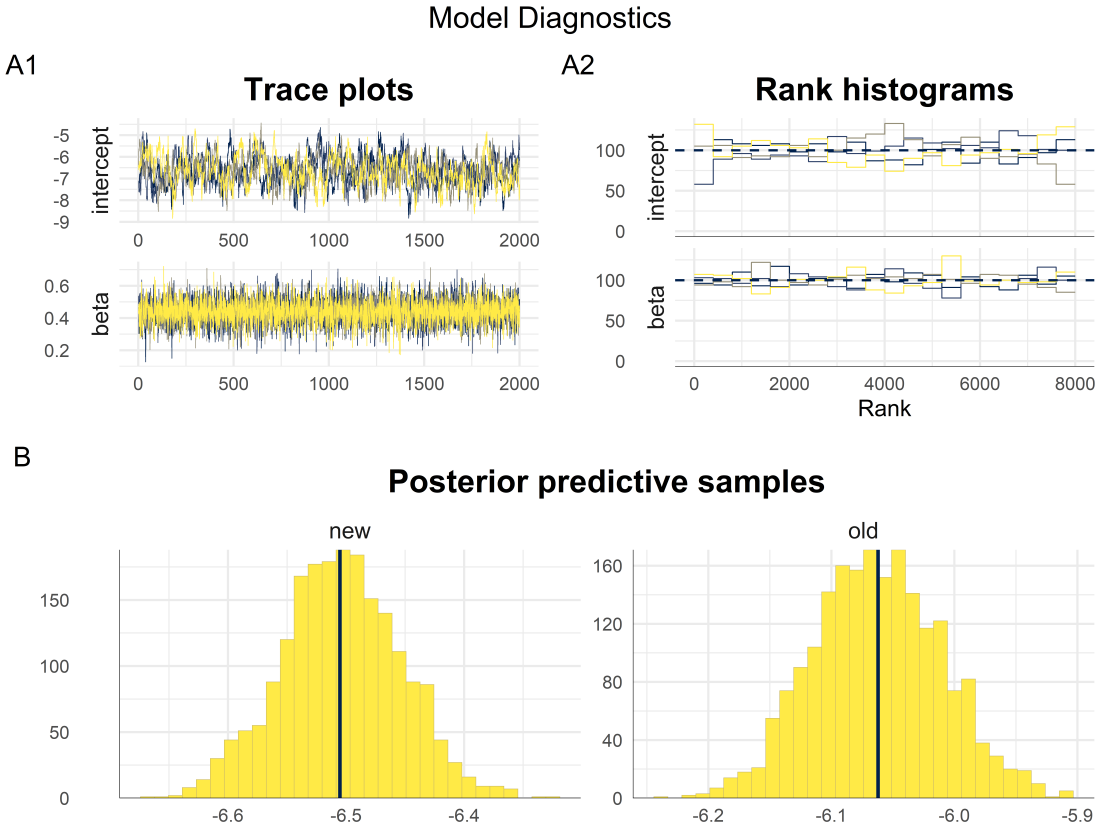 Model Diagnostics
A1
A2
Trace plots
Rank histograms
intercept
-5
-6
-7
-8
-9
0 500 1000 1500 2000
intercept
100
50
0
beta
0.6
0.4
0.2
0 500 1000 1500 2000
beta
100
50
0
0 2000 4000 6000 8000
Rank
B
Posterior predictive samples
new
150
100
50
0
-6.6 -6.5 -6.4
old
160
120
80
40
0
-6.2 -6.1 -6.0 -5.9